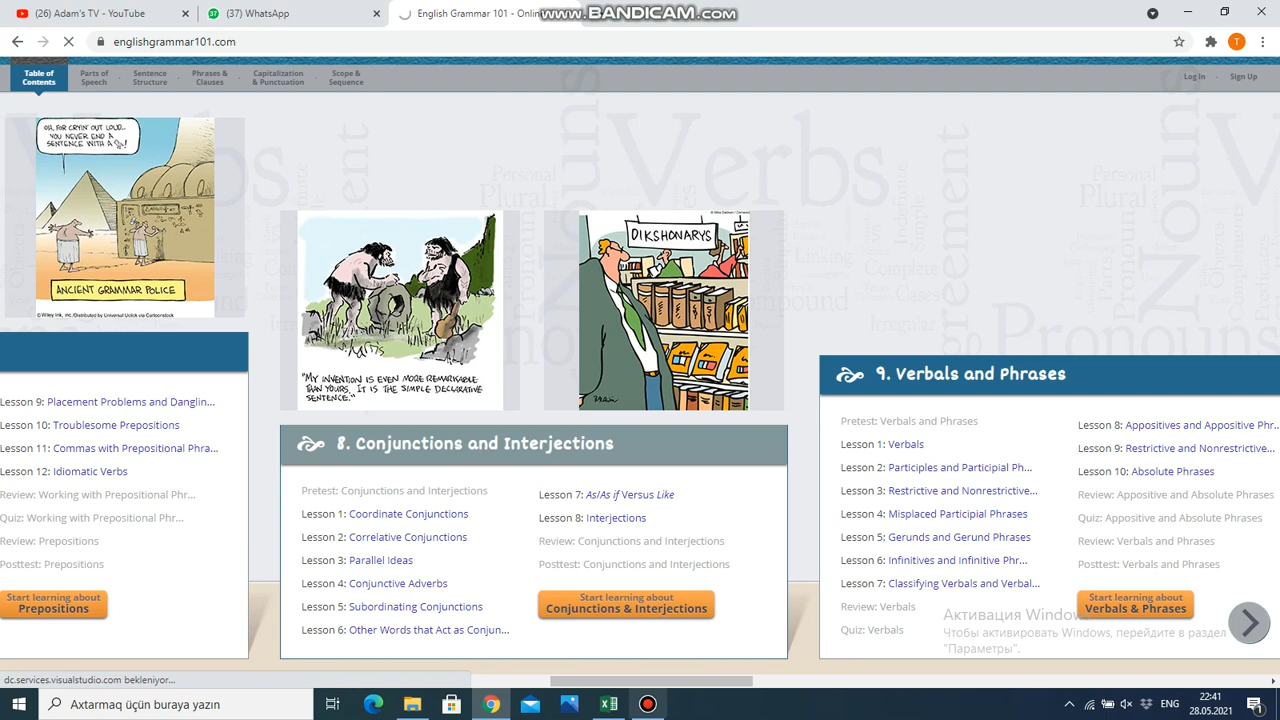 (26) Adam's TV - YouTube
(37) WhatsApp
English Grammar 101 - Onlin
www.BANDICAM.com
englishgrammar101.com
Table of Contents
Parts of Speech
Sentence Structure
Phrases & Clauses
Capitalization & Punctuation
Scope & Sequence
Log In
Sign Up
OH, FOR CRYIN' OUT LOUD...
YOU NEVER END A
SENTENCE WITH A
ANCIENT GRAMMAR POLICE
"MY INVENTION IS EVEN MORE REMARKABLE
THAN YOURS. IT IS THE SIMPLE DECLARATIVE
SENTENCE."
DIKSHONARYS
Lesson 9: Placement Problems and Danglin...
Lesson 10: Troublesome Prepositions
Lesson 11: Commas with Prepositional Phra...
Lesson 12: Idiomatic Verbs
Review: Working with Prepositional Phr...
Quiz: Working with Prepositional Phr...
Review: Prepositions
Posttest: Prepositions
Start learning about
Prepositions
8. Conjunctions and Interjections
Pretest: Conjunctions and Interjections
Lesson 1: Coordinate Conjunctions
Lesson 2: Correlative Conjunctions
Lesson 3: Parallel Ideas
Lesson 4: Conjunctive Adverbs
Lesson 5: Subordinating Conjunctions
Lesson 6: Other Words that Act as Conjun...
Lesson 7: As/As if Versus Like
Lesson 8: Interjections
Review: Conjunctions and Interjections
Posttest: Conjunctions and Interjections
Start learning about
Conjunctions & Interjections
9. Verbals and Phrases
Pretest: Verbals and Phrases
Lesson 1: Verbals
Lesson 2: Participles and Participial Ph...
Lesson 3: Restrictive and Nonrestrictive...
Lesson 4: Misplaced Participial Phrases
Lesson 5: Gerunds and Gerund Phrases
Lesson 6: Infinitives and Infinitive Phr...
Lesson 7: Classifying Verbals and Verbal...
Review: Verbals
Quiz: Verbals
Lesson 8: Appositives and Appositive Phr...
Lesson 9: Restrictive and Nonrestrictive...
Lesson 10: Absolute Phrases
Review: Appositive and Absolute Phrases
Quiz: Appositive and Absolute Phrases
Review: Verbals and Phrases
Posttest: Verbals and Phrases
Start learning about
Verbals & Phrases
Активация Windows
Чтобы активировать Windows, перейдите в раздел
"Параметры".
dc.services.visualstudio.com bekleniyor...
Axtarmaq üçün buraya yazın
ENG
22:41
28.05.2021